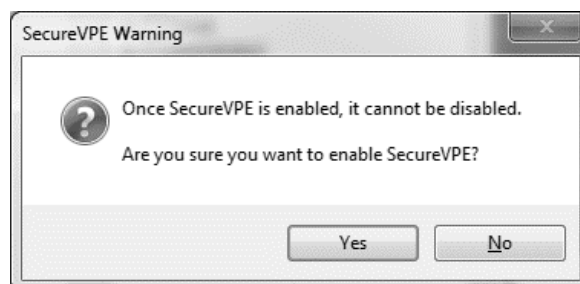 SecureVPE Warning
Once SecureVPE is enabled, it cannot be disabled.
Are you sure you want to enable SecureVPE?
Yes
No